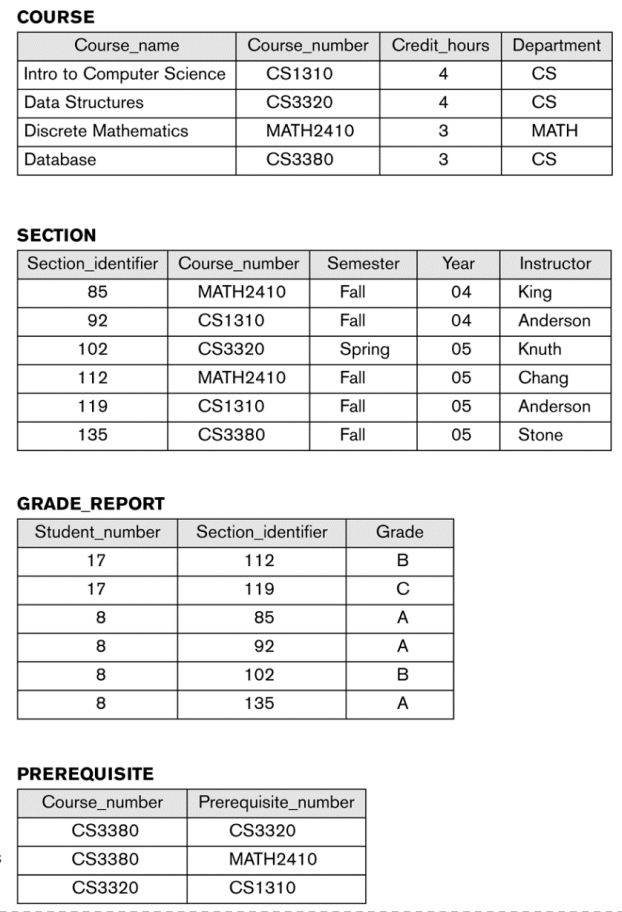 COURSE
Course_name Course_number Credit_hours Department
Intro to Computer Science CS1310 4 CS
Data Structures CS3320 4 CS
Discrete Mathematics MATH2410 3 MATH
Database CS3380 3 CS
SECTION
Section_identifier Course_number Semester Year Instructor
85 MATH2410 Fall 04 King
92 CS1310 Fall 04 Anderson
102 CS3320 Spring 05 Knuth
112 MATH2410 Fall 05 Chang
119 CS1310 Fall 05 Anderson
135 CS3380 Fall 05 Stone
GRADE_REPORT
Student_number Section_identifier Grade
17 112 B
17 119 C
8 85 A
8 92 A
8 102 B
8 135 A
PREREQUISITE
Course_number Prerequisite_number
CS3380 CS3320
CS3380 MATH2410
CS3320 CS1310